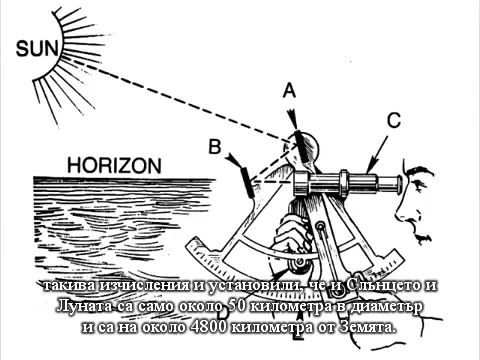 SUN
A
C
B
HORIZON
такива изчисления и установили, че и Слънцето и
Луната са само около 50 километра в диаметър
и са на около 4800 километра от Земята.